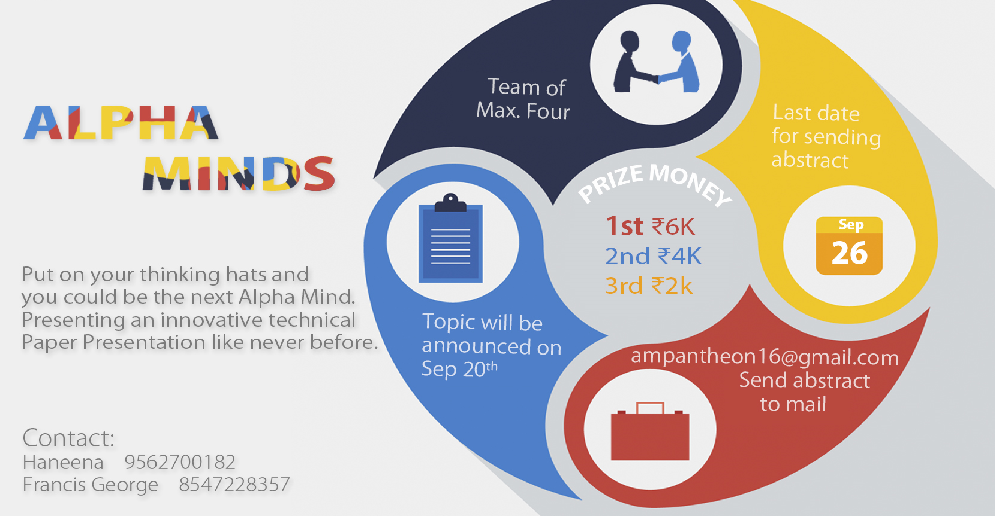 ALPHA
MINDS
Put on your thinking hats and
you could be the next Alpha Mind.
Presenting an innovative technical
Paper Presentation like never before.
Contact:
Haneena 9562700182
Francis George 8547228357
Team of
Max. Four
Last date
for sending
abstract
Sep
26
PRIZE MONEY
1st ₹6K
2nd ₹4K
3rd ₹2k
Topic will be
announced on
Sep 20th
ampantheon16@gmail.com
Send abstract
to mail